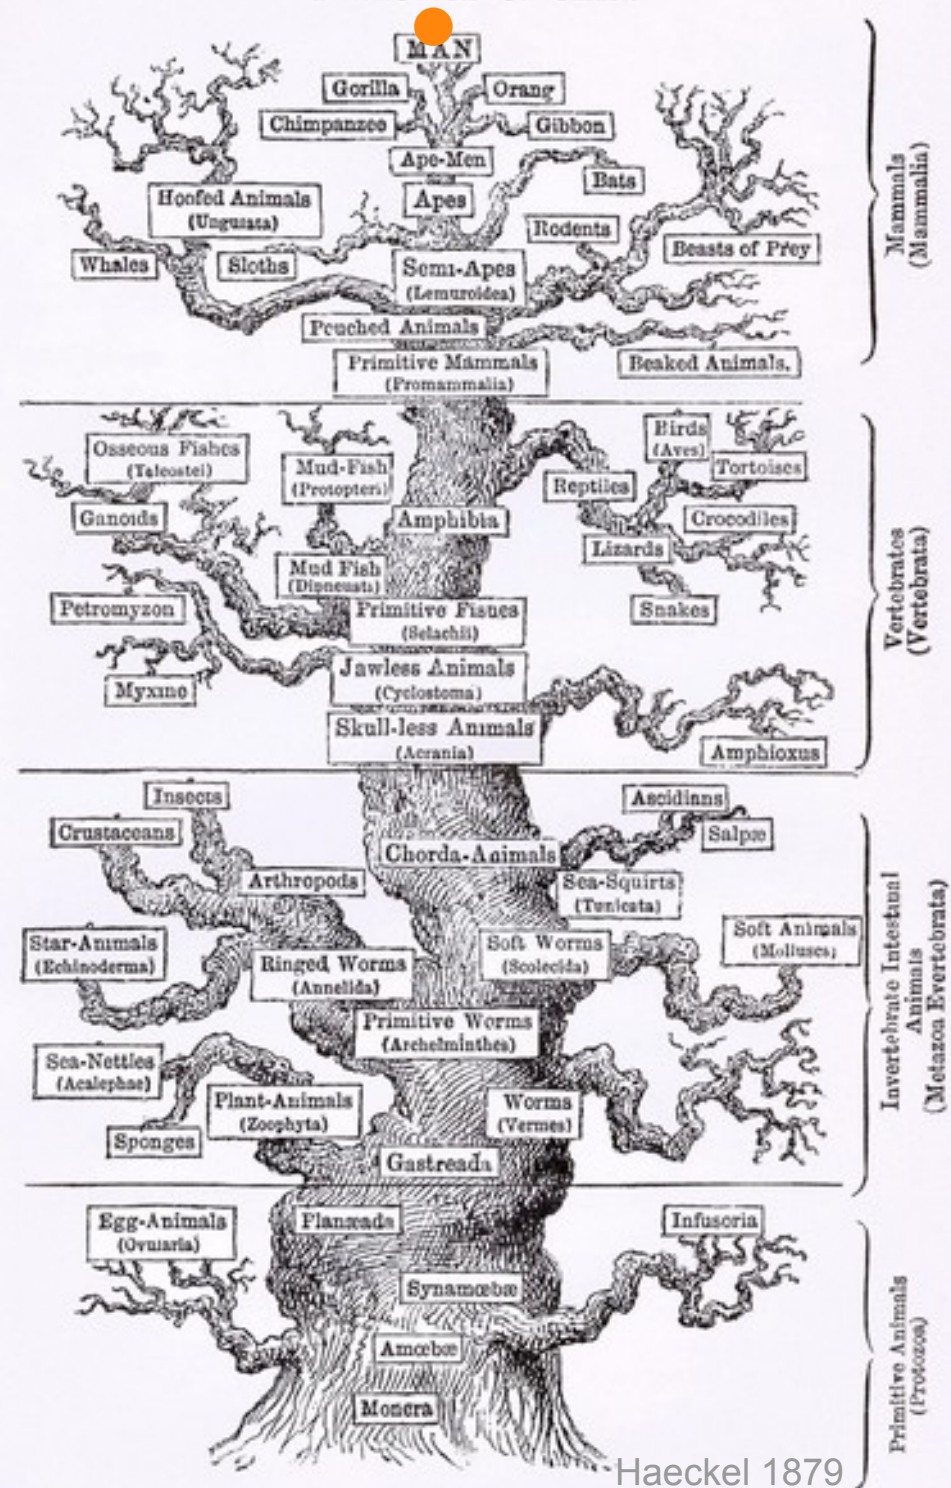 MAN
Gorilla
Orang
Chimpanzee
Gibbon
Ape-Men
Bats
Hoofed Animals
(Ungulata)
Apes
Rodents
Beasts of Prey
Whales
Sloths
Semi-Apes
(Lemuroidea)
Pouched Animals
Primitive Mammals
(Promammalia)
Beaked Animals.
Mammals
(Mammalia)
Osseous Fishes
(Teleostei)
Mud-Fish
(Protopteri)
Birds
(Aves)
Tortoises
Reptiles
Ganoids
Amphibia
Crocodiles
Lizards
Mud Fish
(Dipneusta)
Petromyzon
Primitive Fishes
(Selachii)
Snakes
Jawless Animals
(Cyclostoma)
Myxine
Skull-less Animals
(Acrania)
Amphioxus
Vertebrates
(Vertebrata)
Insects
Ascidians
Crustaceans
Salpæ
Chorda-Animals
Arthropods
Sea-Squirts
(Tunicata)
Star-Animals
(Echinoderma)
Ringed Worms
(Annelida)
Soft Worms
(Scolecida)
Soft Animals
(Mollusca)
Primitive Worms
(Archelminthes)
Sea-Nettles
(Acalephae)
Plant-Animals
(Zoophyta)
Worms
(Vermes)
Sponges
Gastreada
Invertebrate Intestinal
Animals
(Metazoa Evertebrata)
Egg-Animals
(Ovularia)
Planæada
Infusoria
Synamœbæ
Amœbæ
Monera
Primitive Animals
(Protozoa)
Haeckel 1879